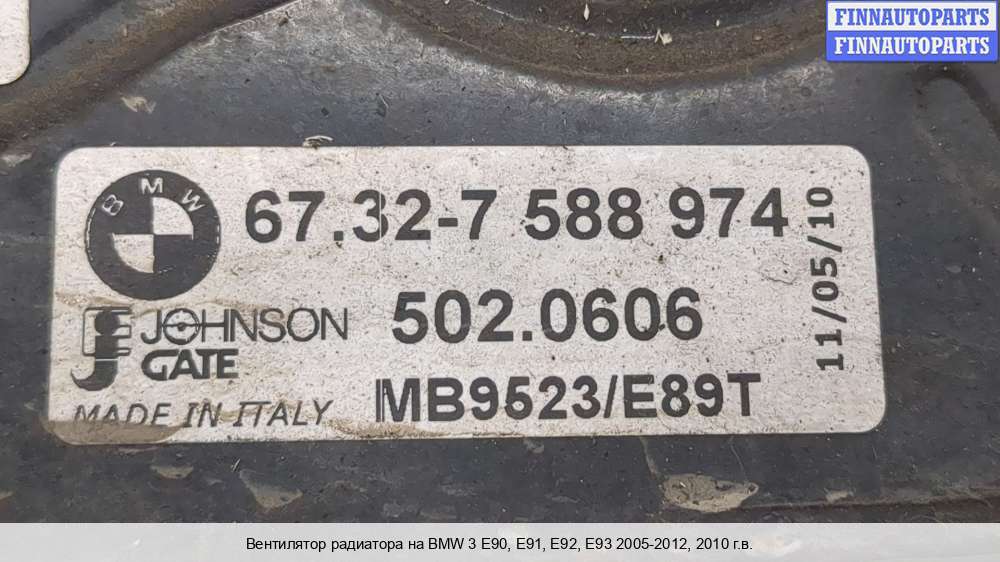 FINNAUTOPARTS
FINNAUTOPARTS
BMW
67.32-7 588 974
JOHNSON
GATE
502.0606
MADE IN ITALY
MB9523/E89T
11/05/10
Вентилятор радиатора на BMW 3 E90, E91, E92, E93 2005-2012, 2010 г.в.